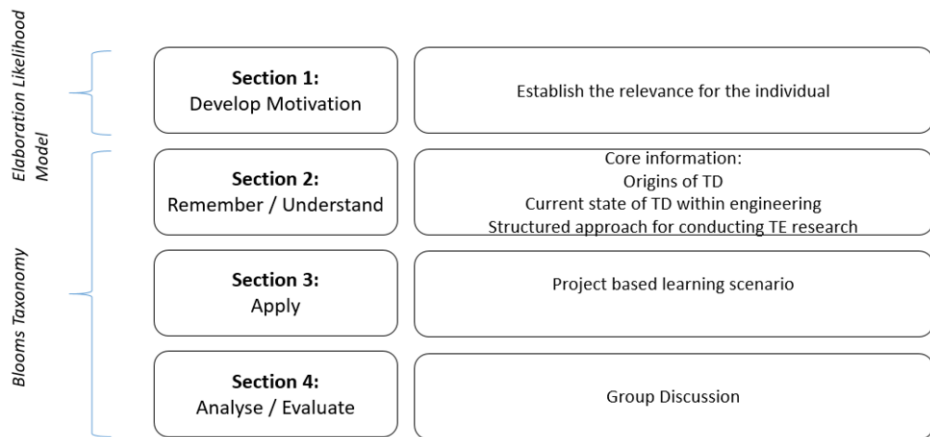 Elaboration Likelihood
Model
Section 1:
Develop Motivation
Establish the relevance for the individual
Blooms Taxonomy
Section 2:
Remember / Understand
Core information:
Origins of TD
Current state of TD within engineering
Structured approach for conducting TE research
Section 3:
Apply
Project based learning scenario
Section 4:
Analyse / Evaluate
Group Discussion